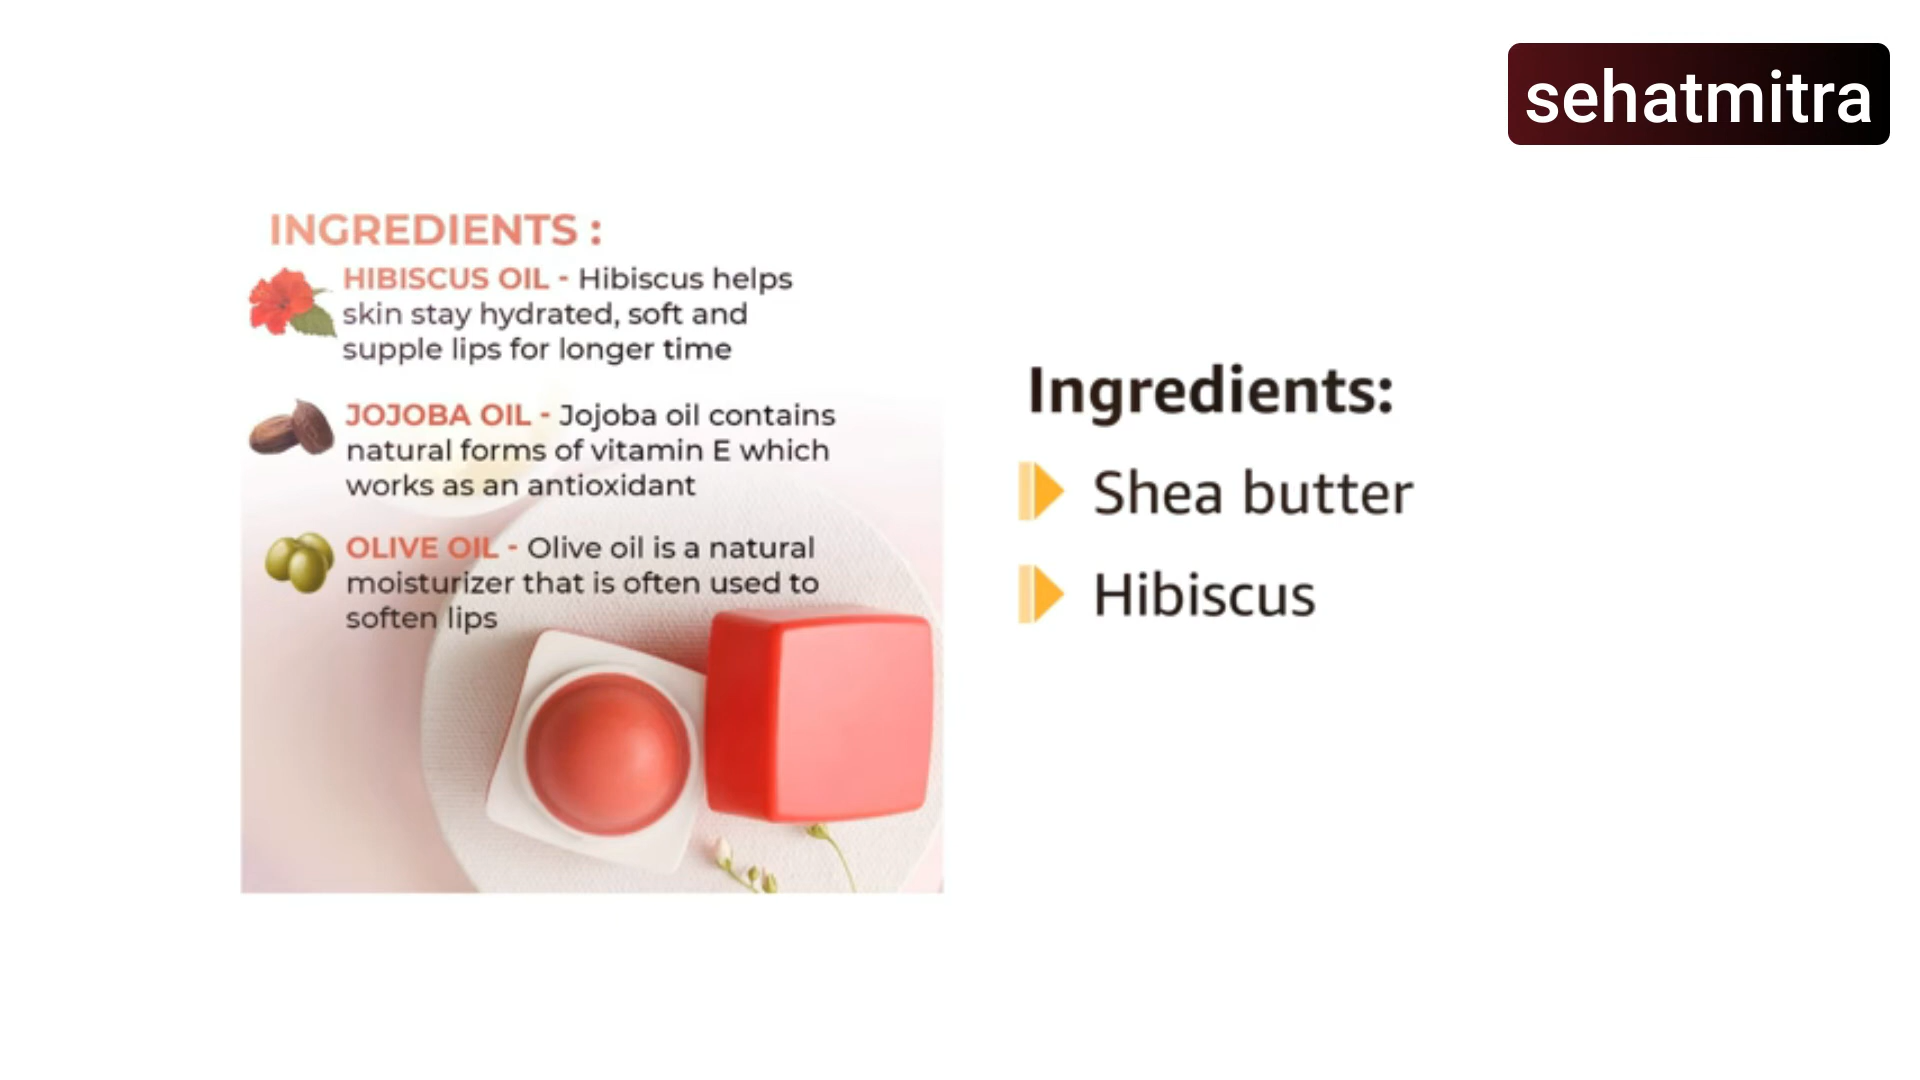 sehatmitra
INGREDIENTS :
HIBISCUS OIL - Hibiscus helps
skin stay hydrated, soft and
supple lips for longer time
JOJOBA OIL - Jojoba oil contains
natural forms of vitamin E which
works as an antioxidant
OLIVE OIL - Olive oil is a natural
moisturizer that is often used to
soften lips
Ingredients:
Shea butter
Hibiscus